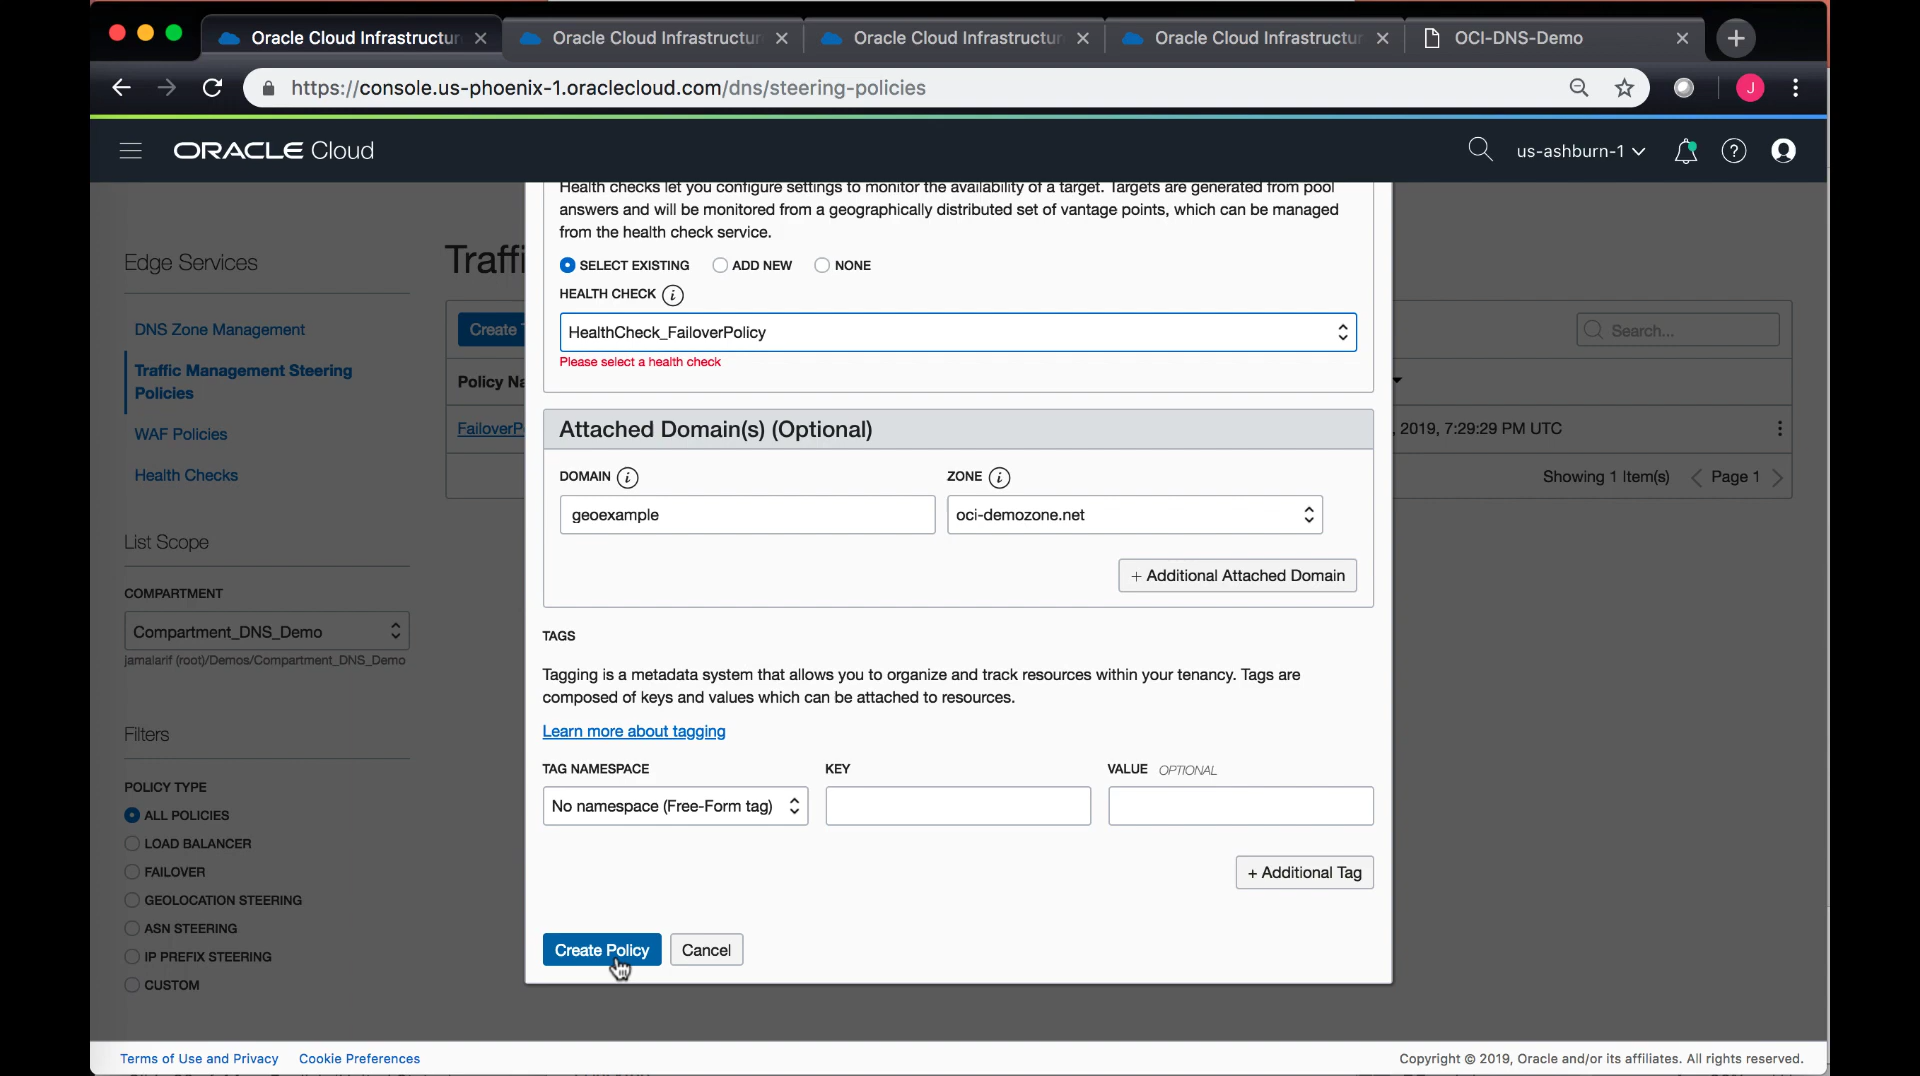 Oracle Cloud Infrastructur
Oracle Cloud Infrastructur
Oracle Cloud Infrastructur
Oracle Cloud Infrastructur
OCI-DNS-Demo
https://console.us-phoenix-1.oraclecloud.com/dns/steering-policies
J
ORACLE Cloud
us-ashburn-1
Health checks let you configure settings to monitor the availability of a target. Targets are generated from pool
answers and will be monitored from a geographically distributed set of vantage points, which can be managed
from the health check service.
SELECT EXISTING
ADD NEW
NONE
HEALTH CHECK
HealthCheck_FailoverPolicy
Please select a health check
Attached Domain(s) (Optional)
DOMAIN
ZONE
geoexample
oci-demozone.net
+ Additional Attached Domain
TAGS
Tagging is a metadata system that allows you to organize and track resources within your tenancy. Tags are
composed of keys and values which can be attached to resources.
Learn more about tagging
TAG NAMESPACE
KEY
VALUE OPTIONAL
No namespace (Free-Form tag)
+ Additional Tag
Create Policy
Cancel
Edge Services
DNS Zone Management
Traffic Management Steering
Policies
WAF Policies
Health Checks
List Scope
COMPARTMENT
Compartment_DNS_Demo
jamalarif (root)/Demos/Compartment_DNS_Demo
Filters
POLICY TYPE
ALL POLICIES
LOAD BALANCER
FAILOVER
GEOLOCATION STEERING
ASN STEERING
IP PREFIX STEERING
CUSTOM
Traffi
Create T
Search...
Policy Na
FailoverP
, 2019, 7:29:29 PM UTC
Showing 1 Item(s)
Page 1
Terms of Use and Privacy
Cookie Preferences
Copyright © 2019, Oracle and/or its affiliates. All rights reserved.